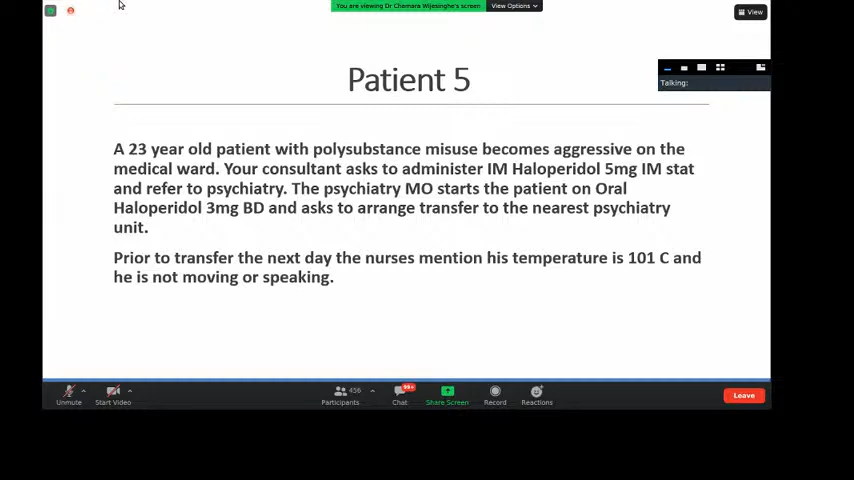 You are viewing Dr Chamara Wijesinghe's screen
View Options
View
Patient 5
Talking:
A 23 year old patient with polysubstance misuse becomes aggressive on the
medical ward. Your consultant asks to administer IM Haloperidol 5mg IM stat
and refer to psychiatry. The psychiatry MO starts the patient on Oral
Haloperidol 3mg BD and asks to arrange transfer to the nearest psychiatry
unit.
Prior to transfer the next day the nurses mention his temperature is 101 C and
he is not moving or speaking.
456
99+
Unmute
Start Video
Participants
Chat
Share Screen
Record
Reactions
Leave